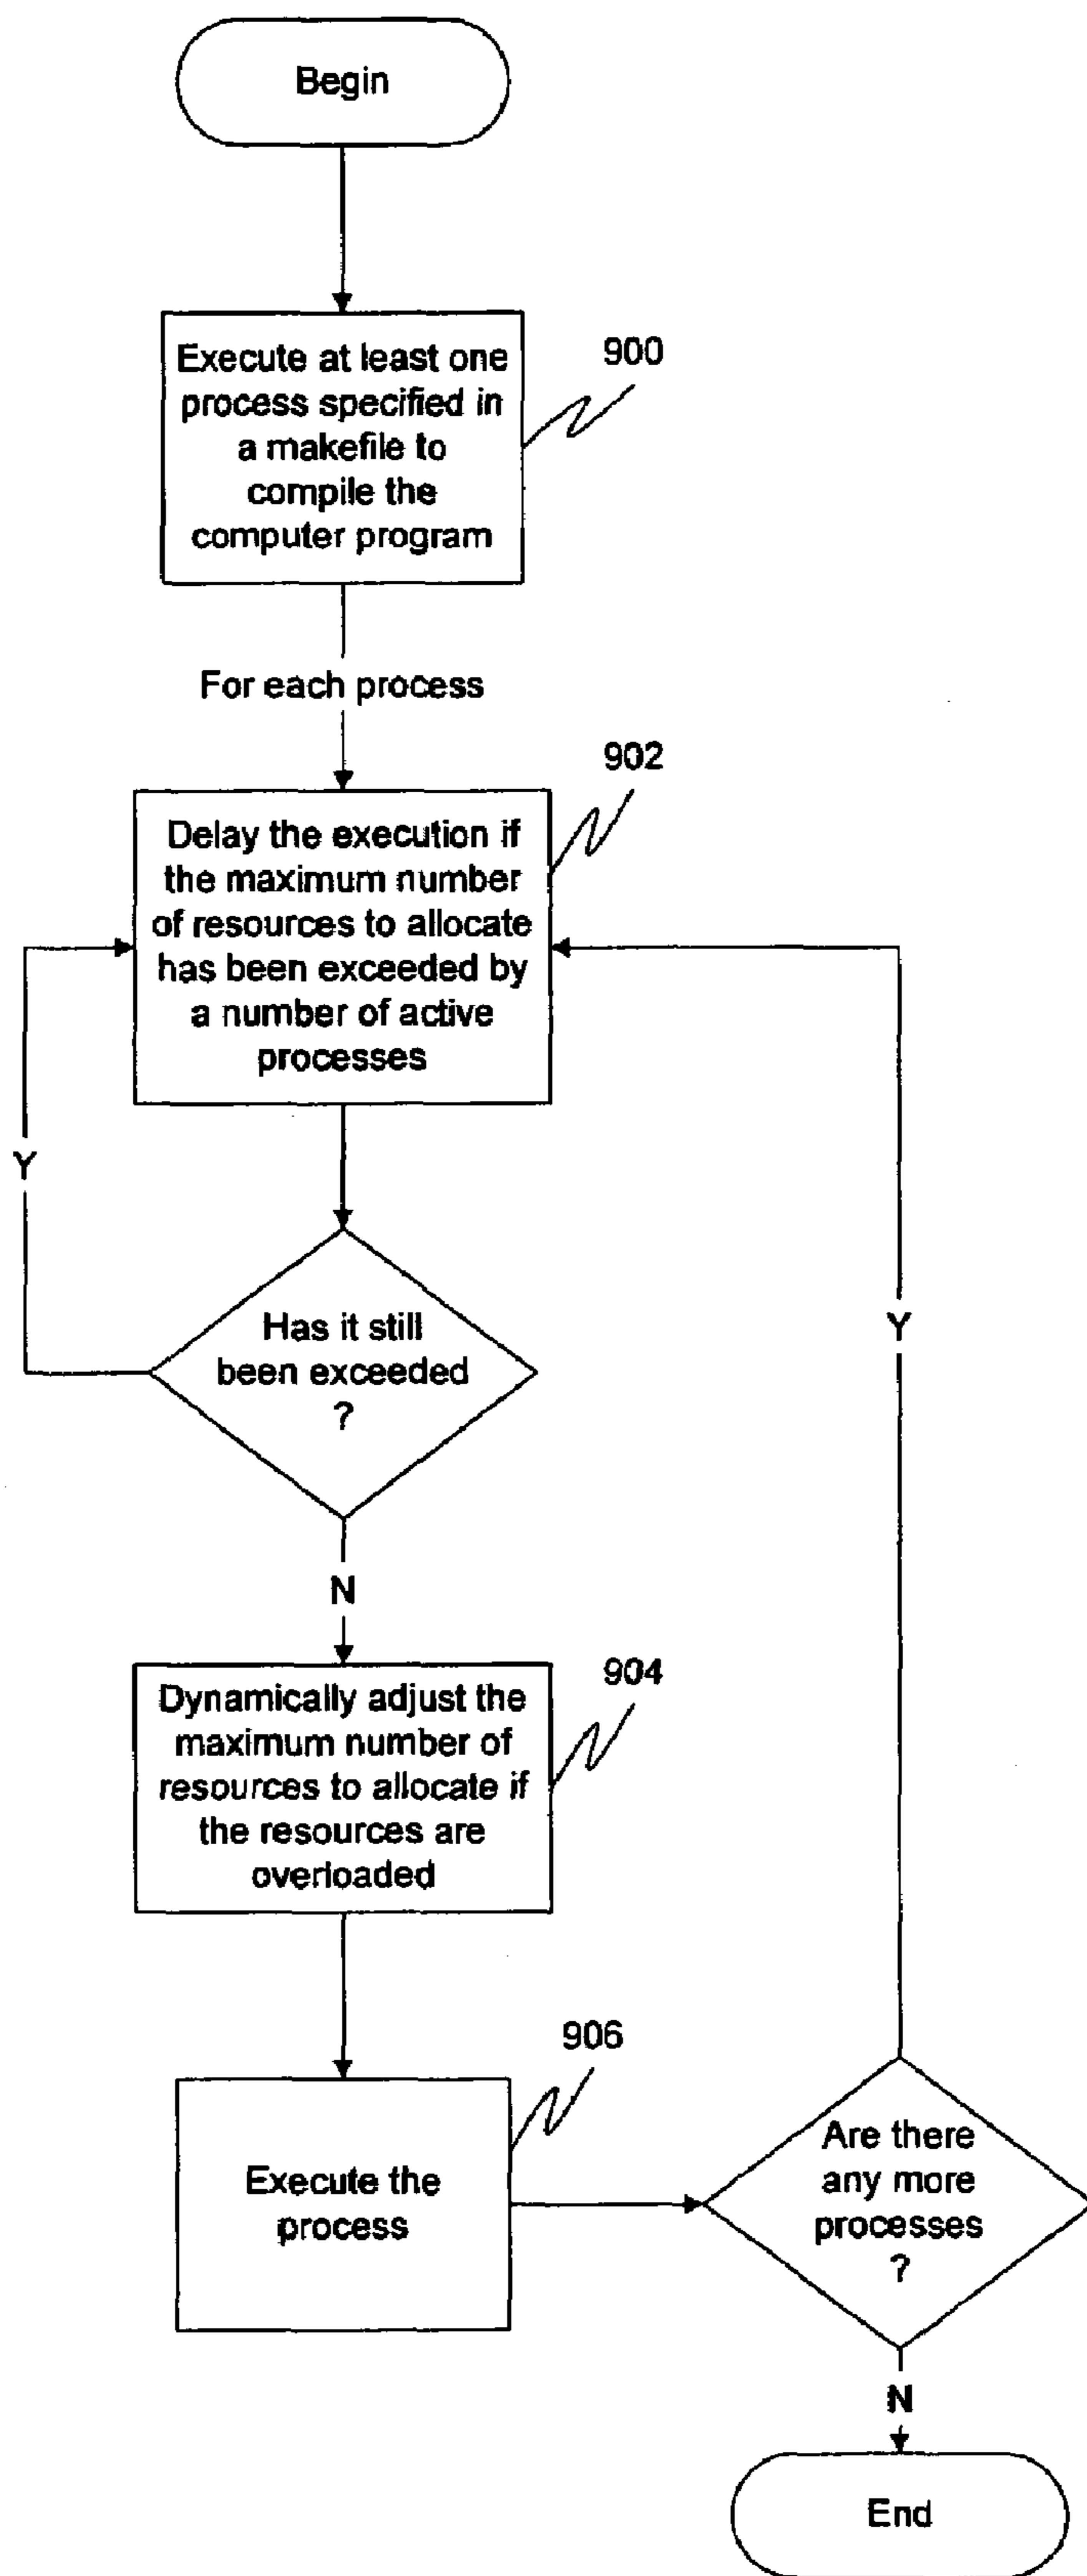 Begin
Execute at least one
process specified in
a makefile to
compile the
computer program
900
For each process
902
Delay the execution if
the maximum number
of resources to allocate
has been exceeded by
a number of active
processes
Y
Has it still
been exceeded
?
Y
N
904
Dynamically adjust the
maximum number of
resources to allocate if
the resources are
overloaded
906
Execute the
process
Are there
any more
processes
?
N
End